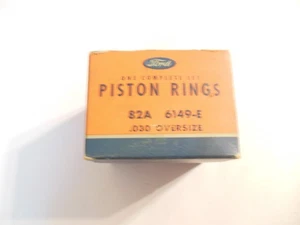 Ford
ONE COMPLETE SET
PISTON RINGS
82A 6149-E
.030 OVERSIZE